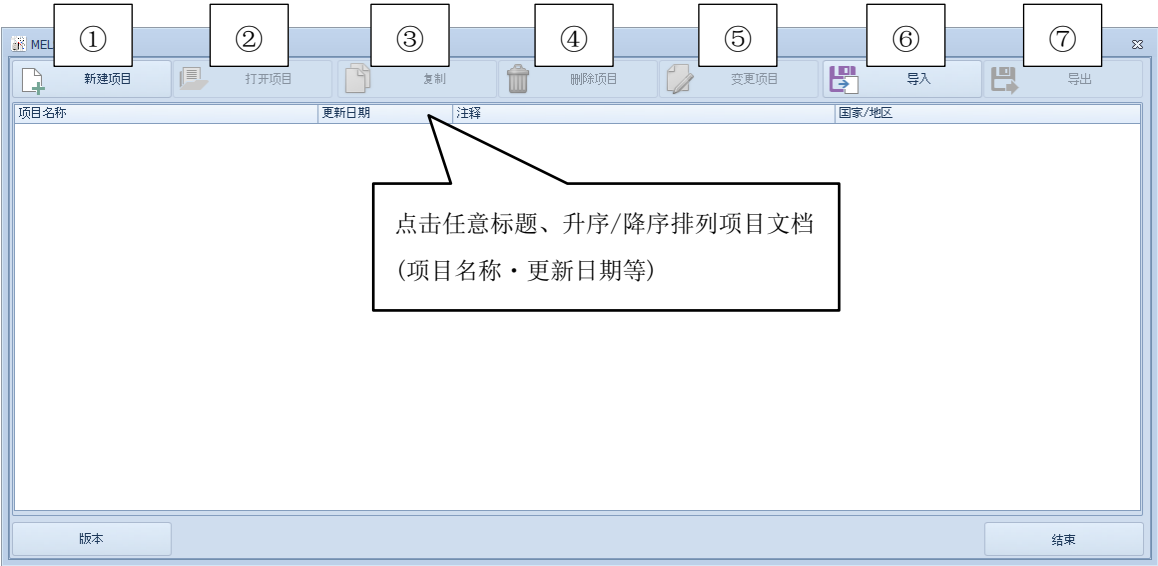 ① ② ③ ④ ⑤ ⑥ ⑦
MEL
新建项目 打开项目 复制 删除项目 变更项目 导入 导出
项目名称 更新日期 注释 国家/地区
点击任意标题、升序/降序排列项目文档
(项目名称・更新日期等)
版本 结束